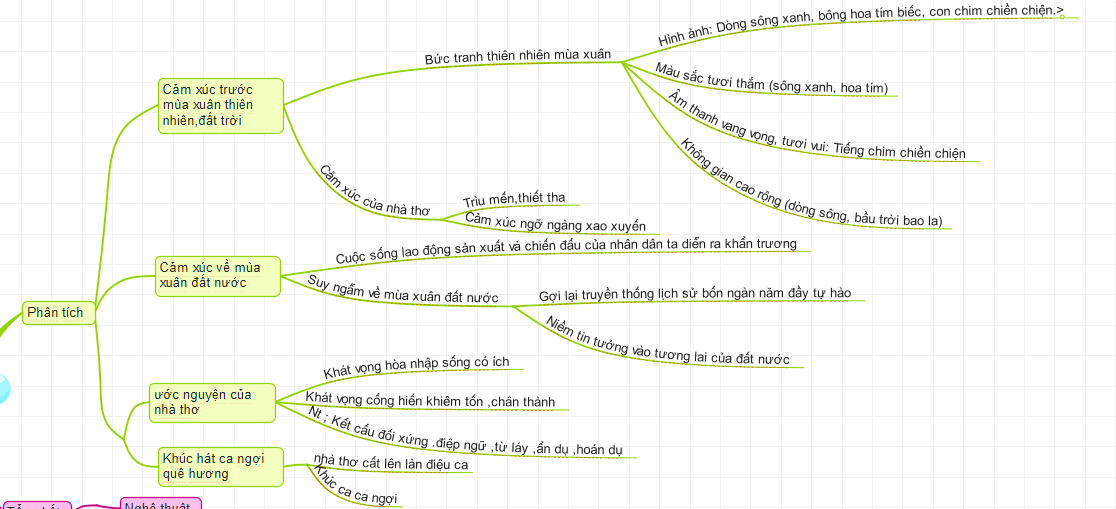 Phân tích
Cảm xúc trước
mùa xuân thiên
nhiên,đất trời
Bức tranh thiên nhiên mùa xuân
Hình ảnh: Dòng sông xanh, bông hoa tím biếc, con chim chiền chiện.>
Màu sắc tươi thắm (sông xanh, hoa tím)
Âm thanh vang vọng, tươi vui: Tiếng chim chiền chiện
Không gian cao rộng (dòng sông, bầu trời bao la)
Cảm xúc của nhà thơ
Trìu mến,thiết tha
Cảm xúc ngỡ ngàng xao xuyến
Cảm xúc về mùa
xuân đất nước
Cuộc sống lao động sản xuất và chiến đấu của nhân dân ta diễn ra khẩn trương
Suy ngẫm về mùa xuân đất nước
Gợi lại truyền thống lịch sử bốn ngàn năm đầy tự hào
Niềm tin tưởng vào tương lai của đất nước
ước nguyện của
nhà thơ
Khát vọng hòa nhập sống có ích
Khát vọng cống hiến khiêm tốn ,chân thành
Nt ; Kết cấu đối xứng .điệp ngữ ,từ láy ,ẩn dụ ,hoán dụ
Khúc hát ca ngợi
quê hương
nhà thơ cất lên làn điệu ca
Khúc ca ca ngợi
Nghệ thuật